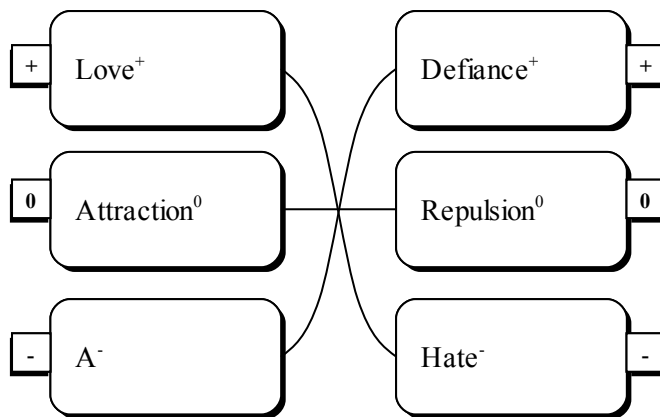 + Love⁺ Defiance⁺ +
0 Attraction⁰ Repulsion⁰ 0
- A⁻ Hate⁻ -